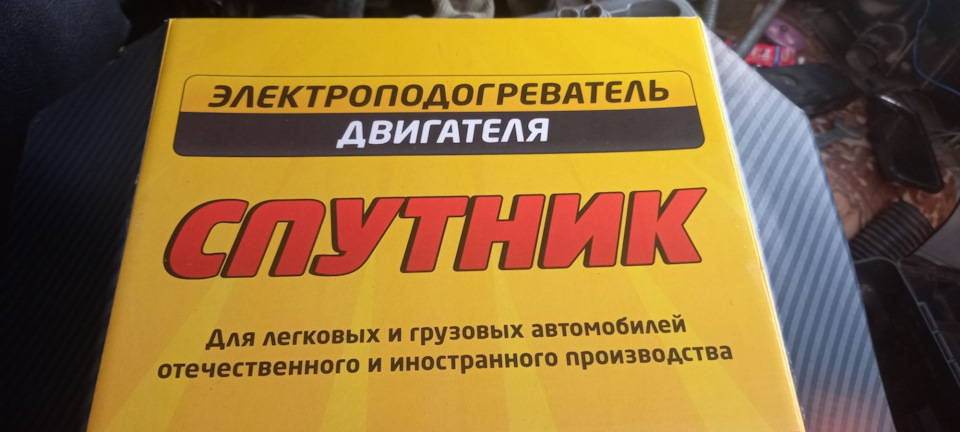 ЭЛЕКТРОПОДОГРЕВАТЕЛЬ
ДВИГАТЕЛЯ
СПУТНИК
Для легковых и грузовых автомобилей
отечественного и иностранного производства